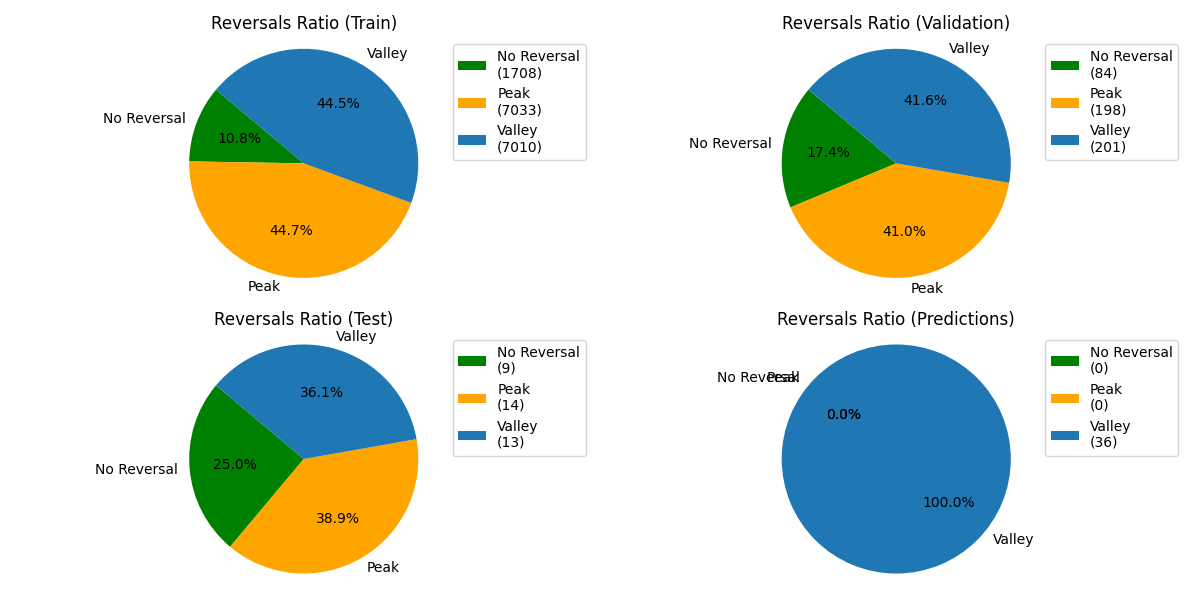 Reversals Ratio (Train)
Valley
44.5%
No Reversal
10.8%
44.7%
Peak
No Reversal
(1708)
Peak
(7033)
Valley
(7010)
Reversals Ratio (Validation)
Valley
41.6%
No Reversal
17.4%
41.0%
Peak
No Reversal
(84)
Peak
(198)
Valley
(201)
Reversals Ratio (Test)
Valley
36.1%
No Reversal
25.0%
38.9%
Peak
No Reversal
(9)
Peak
(14)
Valley
(13)
Reversals Ratio (Predictions)
No Reversal
Peak
0.0%
0.0%
100.0%
Valley
No Reversal
(0)
Peak
(0)
Valley
(36)